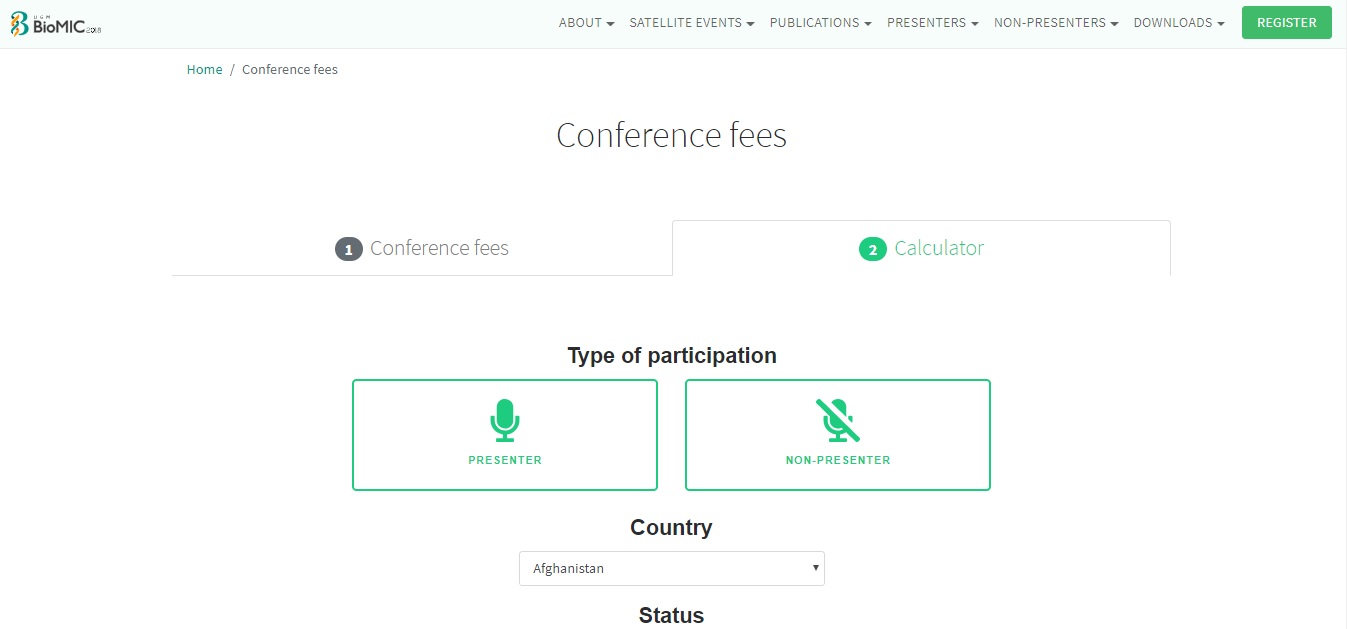 UGM
BioMIC 2018
ABOUT
SATELLITE EVENTS
PUBLICATIONS
PRESENTERS
NON-PRESENTERS
DOWNLOADS
REGISTER
Home / Conference fees
Conference fees
1 Conference fees
2 Calculator
Type of participation
PRESENTER
NON-PRESENTER
Country
Afghanistan
Status